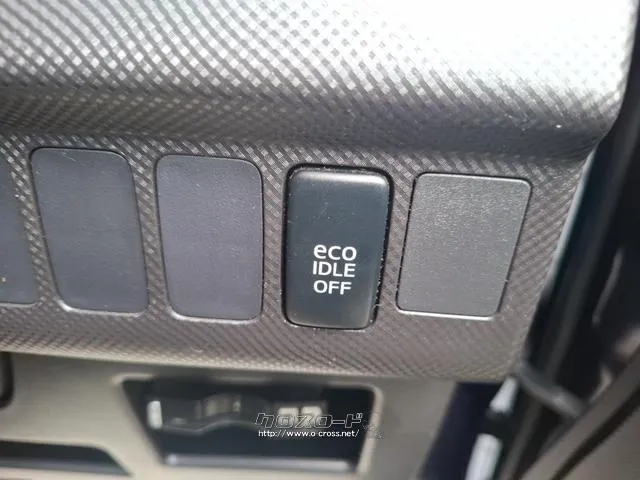 eco
IDLE
OFF
クロスロード
http://www.o-cross.net/